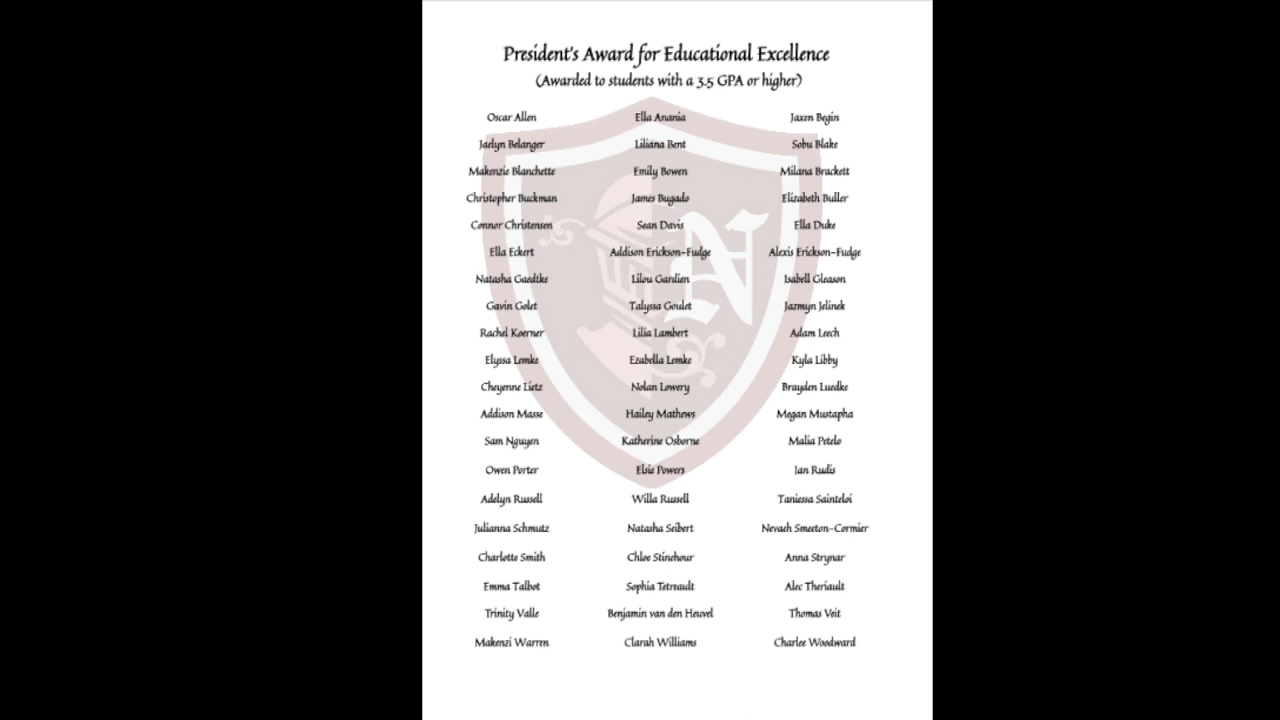 President's Award for Educational Excellence
(Awarded to students with a 3.5 GPA or higher)
Oscar Allen Ella Anania Jaxen Begin
Jaelyn Belanger Liliana Bent Sobu Blake
Makenzie Blanchette Emily Bowen Milana Brackett
Christopher Buckman James Bugado Elizabeth Buller
Connor Christensen Sean Davis Ella Duke
Ella Eckert Addison Erickson-Fudge Alexis Erickson-Fudge
Natasha Gaedtke Lilou Gardien Isabell Gleason
Gavin Golet Talyssa Goulet Jazmyn Jelinek
Rachel Koerner Lilia Lambert Adam Leech
Elyssa Lemke Ezabella Lemke Kyla Libby
Cheyenne Lietz Nolan Lowery Brayden Luedke
Addison Masse Hailey Mathews Megan Mustapha
Sam Nguyen Katherine Osborne Malia Petelo
Owen Porter Elsie Powers Ian Rudis
Adelyn Russell Willa Russell Taniessa Sainteloi
Julianna Schmutz Natasha Seibert Nevaeh Smeeton-Cormier
Charlotte Smith Chloe Stinehour Anna Strynar
Emma Talbot Sophia Tetreault Alec Theriault
Trinity Valle Benjamin van den Heuvel Thomas Veit
Makenzi Warren Clarah Williams Charlee Woodward
N